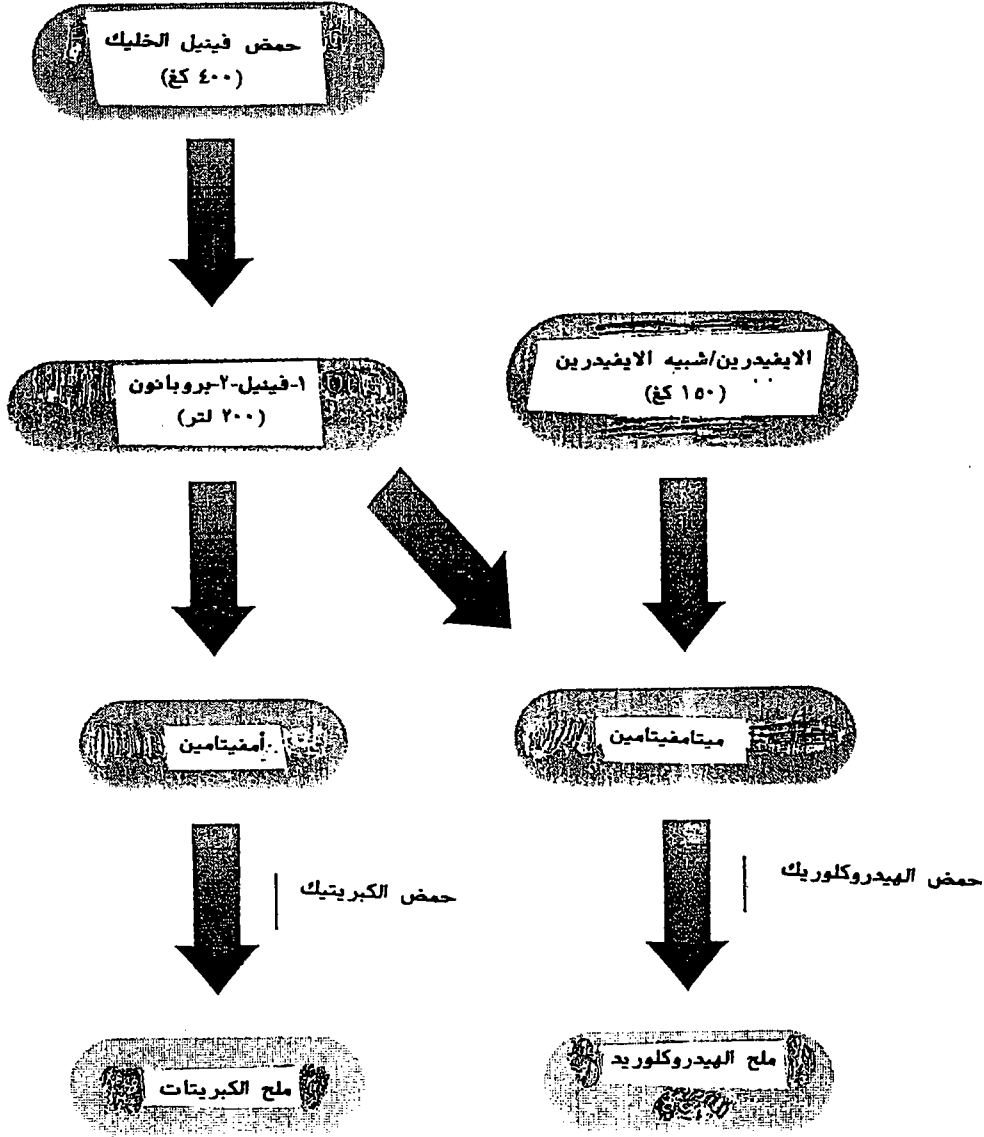 حمض فينيل الخليك
(٤٠٠ كغ)
١-فينيل-٢-بروبانون
(٢٠٠ لتر)
الايفيدرين/شبيه الايفيدرين
(١٥٠ كغ)
أمفيتامين
ميتامفيتامين
حمض الكبريتيك
حمض الهيدروكلوريك
ملح الكبريتات
ملح الهيدروكلوريد